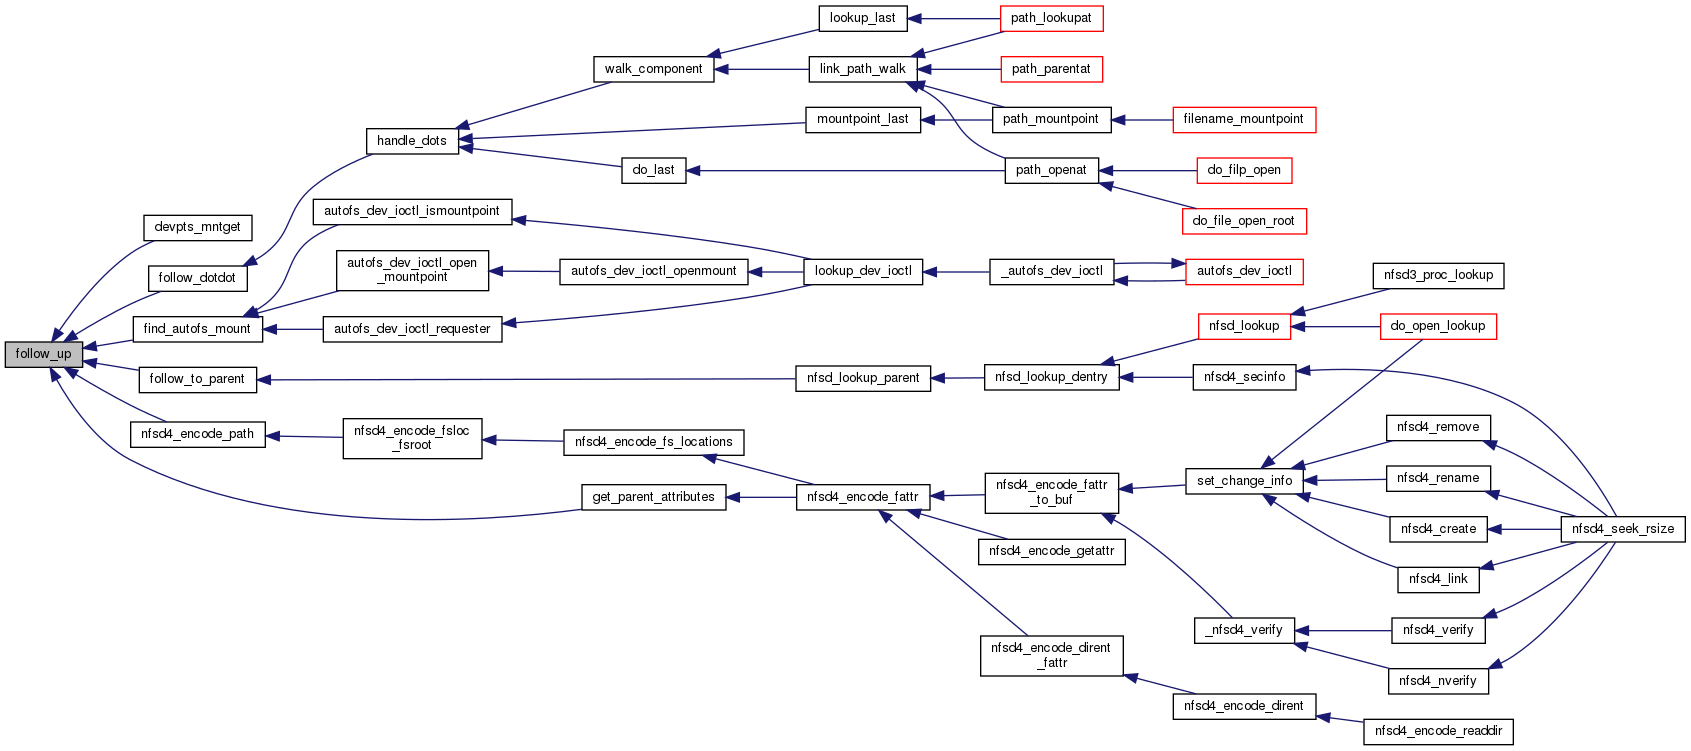 lookup_last
path_lookupat
walk_component
link_path_walk
path_parentat
mountpoint_last
path_mountpoint
filename_mountpoint
handle_dots
do_last
path_openat
do_filp_open
do_file_open_root
autofs_dev_ioctl_ismountpoint
devpts_mntget
follow_dotdot
autofs_dev_ioctl_open
_mountpoint
autofs_dev_ioctl_openmount
lookup_dev_ioctl
_autofs_dev_ioctl
autofs_dev_ioctl
nfsd3_proc_lookup
find_autofs_mount
autofs_dev_ioctl_requester
nfsd_lookup
do_open_lookup
follow_up
follow_to_parent
nfsd_lookup_parent
nfsd_lookup_dentry
nfsd4_secinfo
nfsd4_encode_path
nfsd4_encode_fsloc
_fsroot
nfsd4_encode_fs_locations
nfsd4_remove
get_parent_attributes
nfsd4_encode_fattr
nfsd4_encode_fattr
_to_buf
set_change_info
nfsd4_rename
nfsd4_create
nfsd4_seek_rsize
nfsd4_encode_getattr
nfsd4_link
_nfsd4_verify
nfsd4_verify
nfsd4_encode_dirent
_fattr
nfsd4_nverify
nfsd4_encode_dirent
nfsd4_encode_readdir